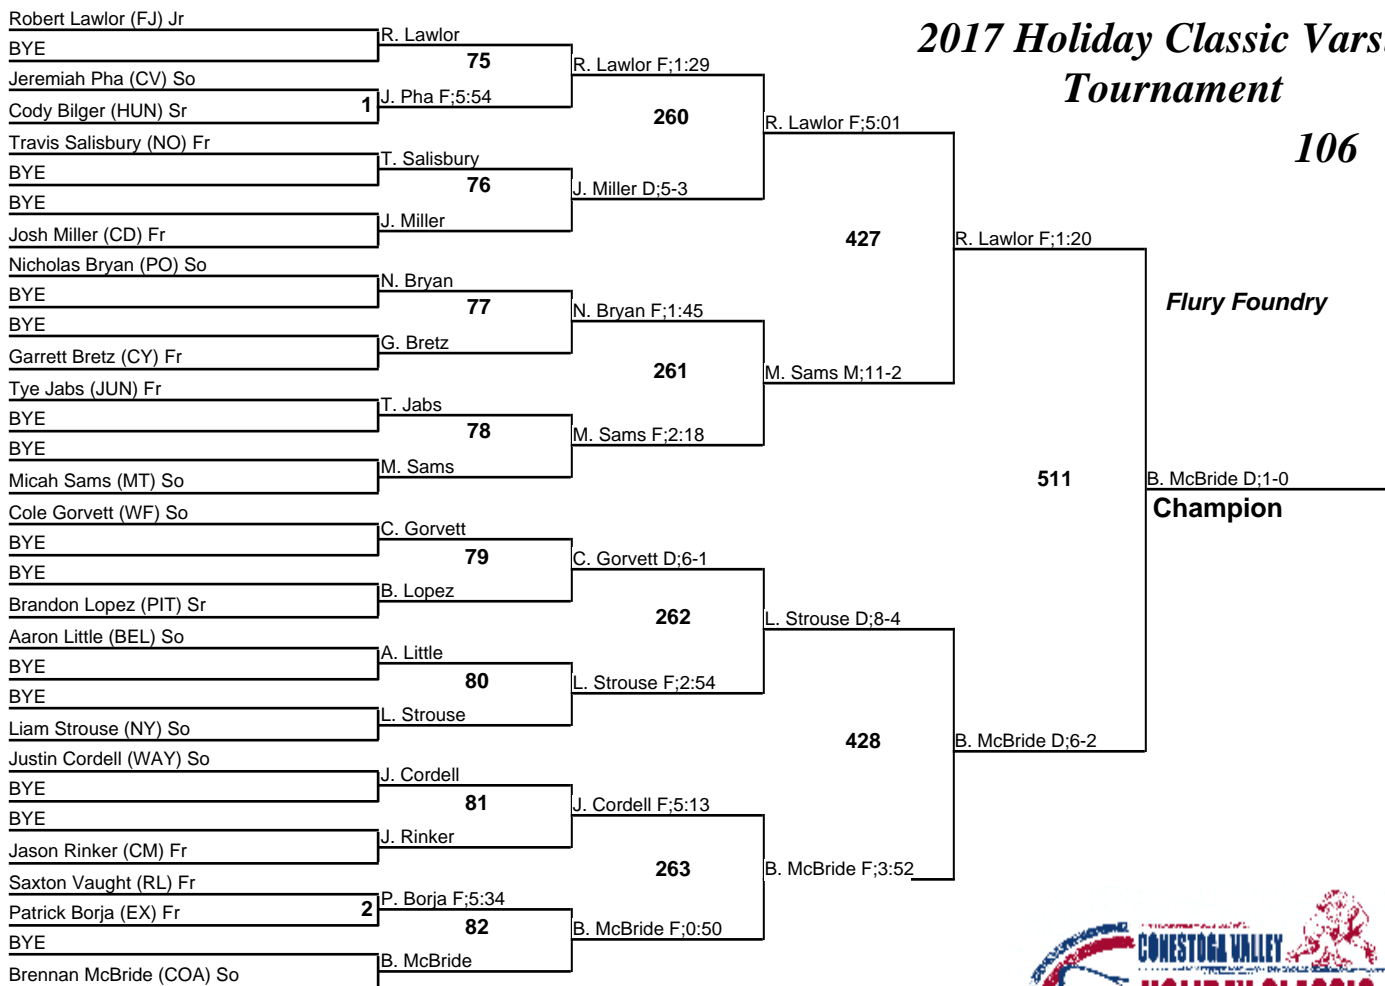 2017 Holiday Classic Vars
Tournament
106
Flury Foundry
Robert Lawlor (FJ) Jr
BYE
Jeremiah Pha (CV) So
Cody Bilger (HUN) Sr
Travis Salisbury (NO) Fr
BYE
BYE
Josh Miller (CD) Fr
Nicholas Bryan (PO) So
BYE
BYE
Garrett Bretz (CY) Fr
Tye Jabs (JUN) Fr
BYE
BYE
Micah Sams (MT) So
Cole Gorvett (WF) So
BYE
BYE
Brandon Lopez (PIT) Sr
Aaron Little (BEL) So
BYE
BYE
Liam Strouse (NY) So
Justin Cordell (WAY) So
BYE
BYE
Jason Rinker (CM) Fr
Saxton Vaught (RL) Fr
Patrick Borja (EX) Fr
BYE
Brennan McBride (COA) So
1
2
R. Lawlor
75
J. Pha F;5:54
T. Salisbury
76
J. Miller
N. Bryan
77
G. Bretz
T. Jabs
78
M. Sams
C. Gorvett
79
B. Lopez
A. Little
80
L. Strouse
J. Cordell
81
J. Rinker
P. Borja F;5:34
82
B. McBride
R. Lawlor F;1:29
260
J. Miller D;5-3
N. Bryan F;1:45
261
M. Sams F;2:18
C. Gorvett D;6-1
262
L. Strouse F;2:54
J. Cordell F;5:13
263
B. McBride F;0:50
R. Lawlor F;5:01
427
M. Sams M;11-2
L. Strouse D;8-4
428
B. McBride F;3:52
R. Lawlor F;1:20
511
B. McBride D;6-2
B. McBride D;1-0
Champion
CONESTOGA VALLEY
HOLIDAY CLASSIC